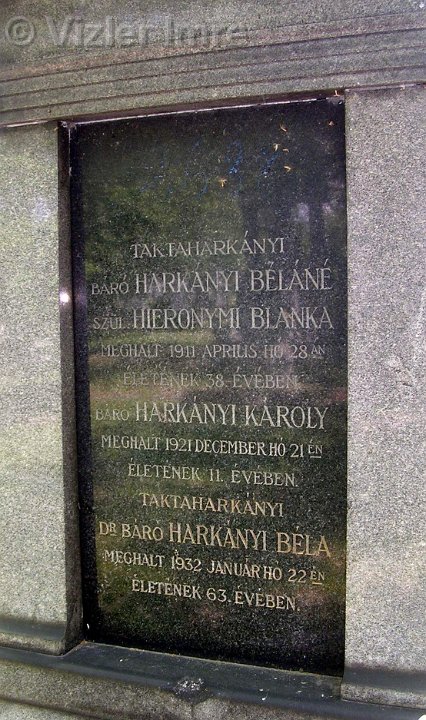 © Vizler Imre
TAKTAHARKÁNYI
BÁRÓ HARKÁNYI BÉLÁNÉ
SZÜL. HIERONYMI BLANKA
MEGHALT 1911 ÁPRILIS HÓ 28 ÁN
ÉLETÉNEK 38. ÉVÉBEN.
BÁRÓ HARKÁNYI KÁROLY
MEGHALT 1921 DECEMBER HÓ 21 ÉN
ÉLETÉNEK 11. ÉVÉBEN.
TAKTAHARKÁNYI
DR BÁRÓ HARKÁNYI BÉLA
MEGHALT 1932 JANUÁR HÓ 22 ÉN
ÉLETÉNEK 63. ÉVÉBEN.